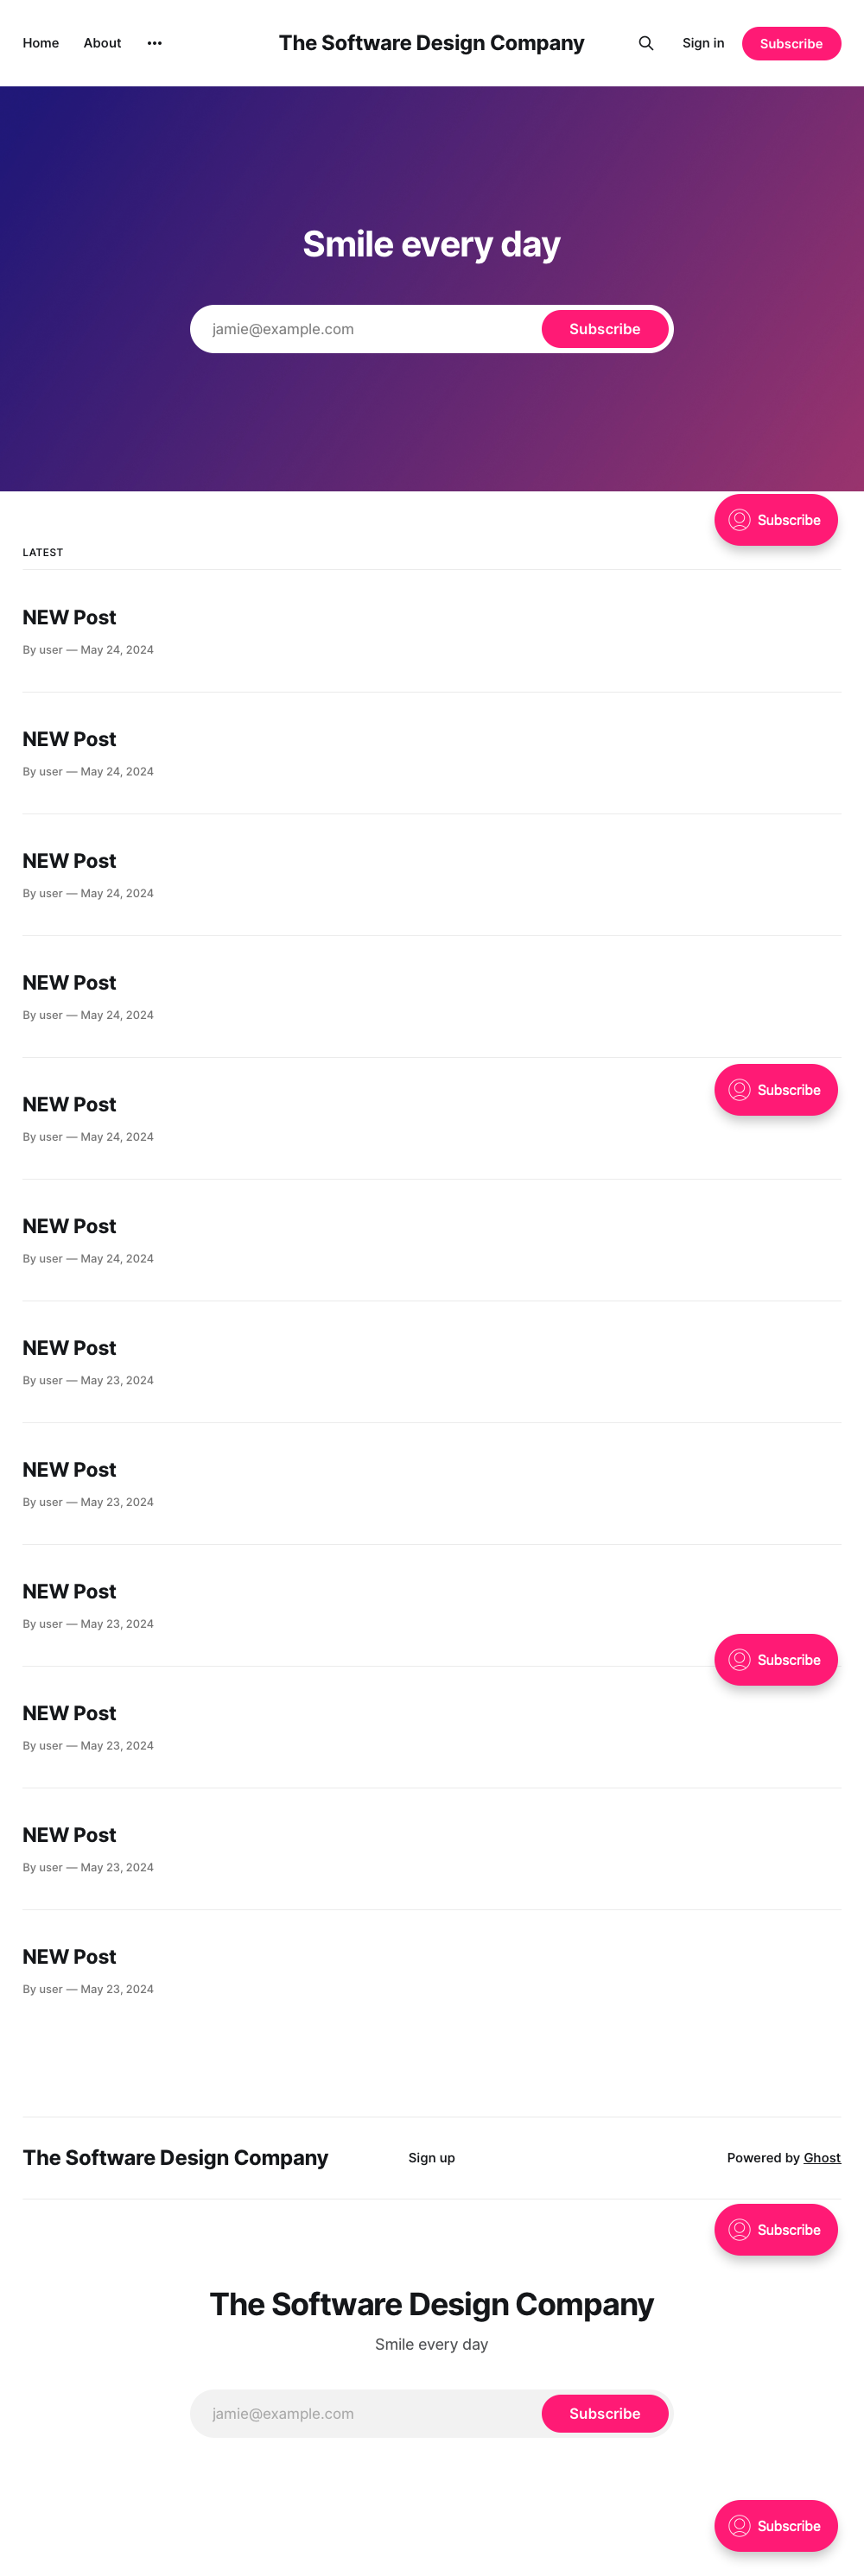 Home About ••• The Software Design Company Sign in Subscribe
Smile every day
jamie@example.com Subscribe
Subscribe
LATEST
NEW Post
By user — May 24, 2024
NEW Post
By user — May 24, 2024
NEW Post
By user — May 24, 2024
NEW Post
By user — May 24, 2024
Subscribe
NEW Post
By user — May 24, 2024
NEW Post
By user — May 24, 2024
NEW Post
By user — May 23, 2024
NEW Post
By user — May 23, 2024
NEW Post
By user — May 23, 2024
Subscribe
NEW Post
By user — May 23, 2024
NEW Post
By user — May 23, 2024
NEW Post
By user — May 23, 2024
The Software Design Company Sign up Powered by Ghost
Subscribe
The Software Design Company
Smile every day
jamie@example.com Subscribe
Subscribe